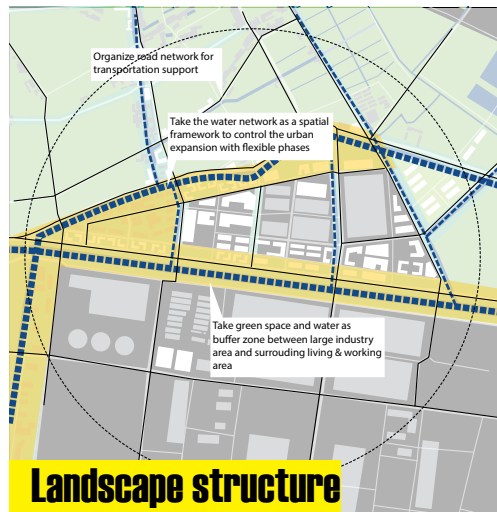 Organize road network for
transportation support
Take the water network as a spatial
framework to control the urban
expansion with flexible phases
Take green space and water as
buffer zone between large industry
area and surrouding living & working
area
Landscape structure